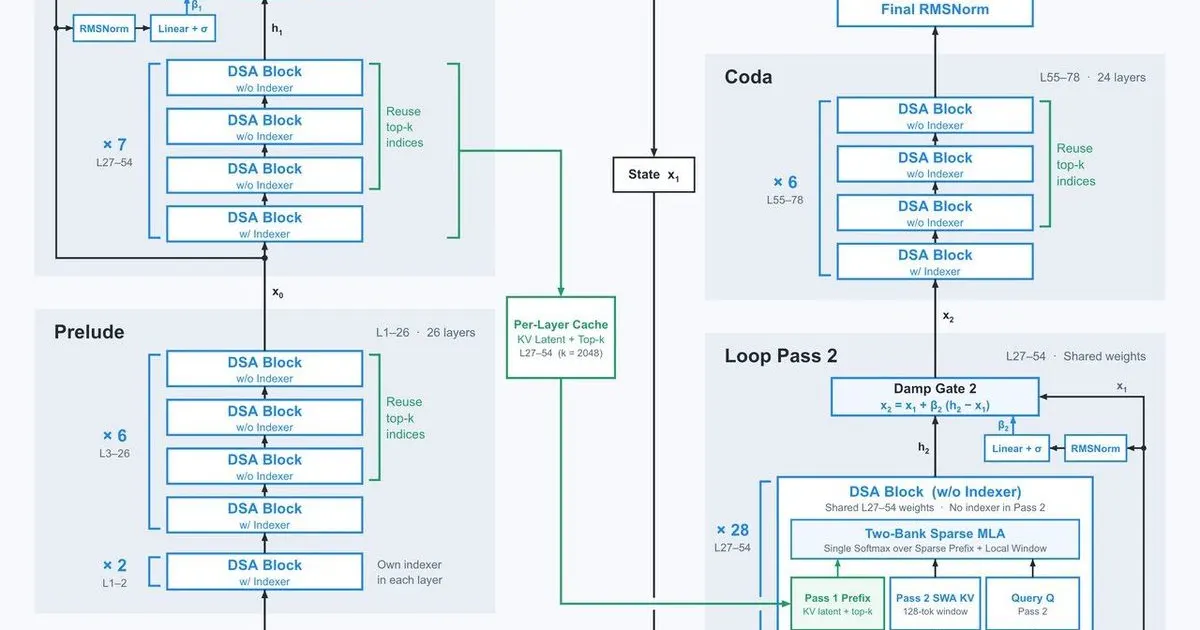 β1
RMSNorm
Linear + σ
h1
DSA Block
w/o Indexer
DSA Block
w/o Indexer
DSA Block
w/o Indexer
DSA Block
w/ Indexer
× 7
L27–54
Reuse
top-k
indices
x0
Prelude
L1–26 · 26 layers
DSA Block
w/o Indexer
DSA Block
w/o Indexer
DSA Block
w/o Indexer
DSA Block
w/ Indexer
× 6
L3–26
Reuse
top-k
indices
× 2
L1–2
DSA Block
w/ Indexer
Own indexer
in each layer
Per-Layer Cache
KV Latent + Top-k
L27–54 (k = 2048)
State x1
Final RMSNorm
Coda
L55–78 · 24 layers
DSA Block
w/o Indexer
DSA Block
w/o Indexer
DSA Block
w/o Indexer
DSA Block
w/ Indexer
× 6
L55–78
Reuse
top-k
indices
x2
Loop Pass 2
L27–54 · Shared weights
Damp Gate 2
x2 = x1 + β2 (h2 − x1)
x1
β2
Linear + σ
RMSNorm
h2
× 28
L27–54
DSA Block (w/o Indexer)
Shared L27–54 weights · No indexer in Pass 2
Two-Bank Sparse MLA
Single Softmax over Sparse Prefix + Local Window
Pass 1 Prefix
KV latent + top-k
Pass 2 SWA KV
128-tok window
Query Q
Pass 2